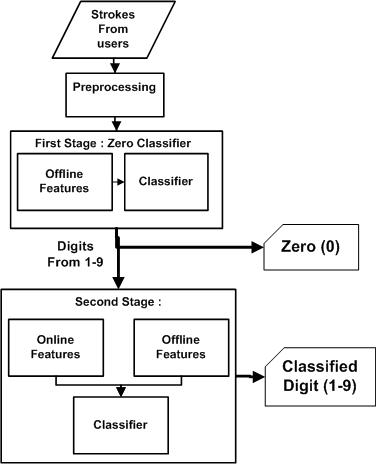 Strokes
From
users
Preprocessing
First Stage : Zero Classifier
Offline
Features
Classifier
Digits
From 1-9
Zero (0)
Second Stage :
Online
Features
Offline
Features
Classifier
Classified
Digit (1-9)